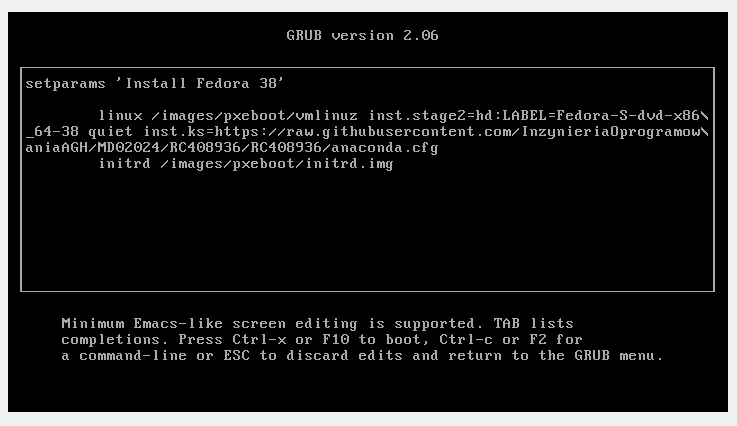 GRUB version 2.06
setparams 'Install Fedora 38'
linux /images/pxeboot/vmlinuz inst.stage2=hd:LABEL=Fedora-S-dvd-x86\
_64-38 quiet inst.ks=https://raw.githubusercontent.com/InzynieriaOprogramow\
aniaAGH/MDO2024/RC408936/RC408936/anaconda.cfg
initrd /images/pxeboot/initrd.img
Minimum Emacs-like screen editing is supported. TAB lists
completions. Press Ctrl-x or F10 to boot, Ctrl-c or F2 for
a command-line or ESC to discard edits and return to the GRUB menu.